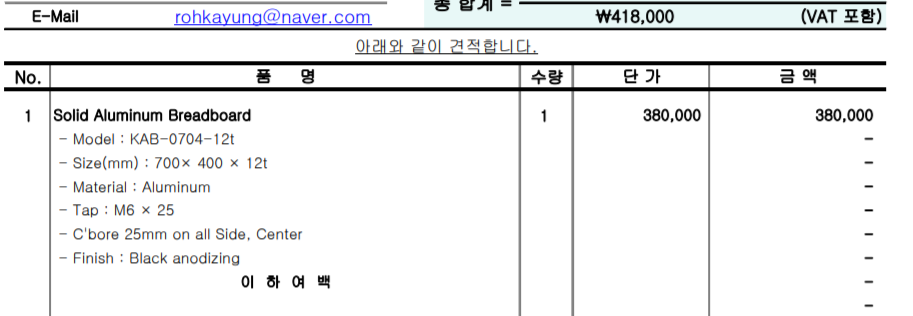 총 합계 =
E-Mail rohkayung@naver.com ₩418,000 (VAT 포함)
아래와 같이 견적합니다.
No. 품 명 수량 단 가 금 액
1 Solid Aluminum Breadboard 1 380,000 380,000
- Model : KAB-0704-12t -
- Size(mm) : 700× 400 × 12t -
- Material : Aluminum -
- Tap : M6 × 25 -
- C'bore 25mm on all Side, Center -
- Finish : Black anodizing -
이 하 여 백 -
-